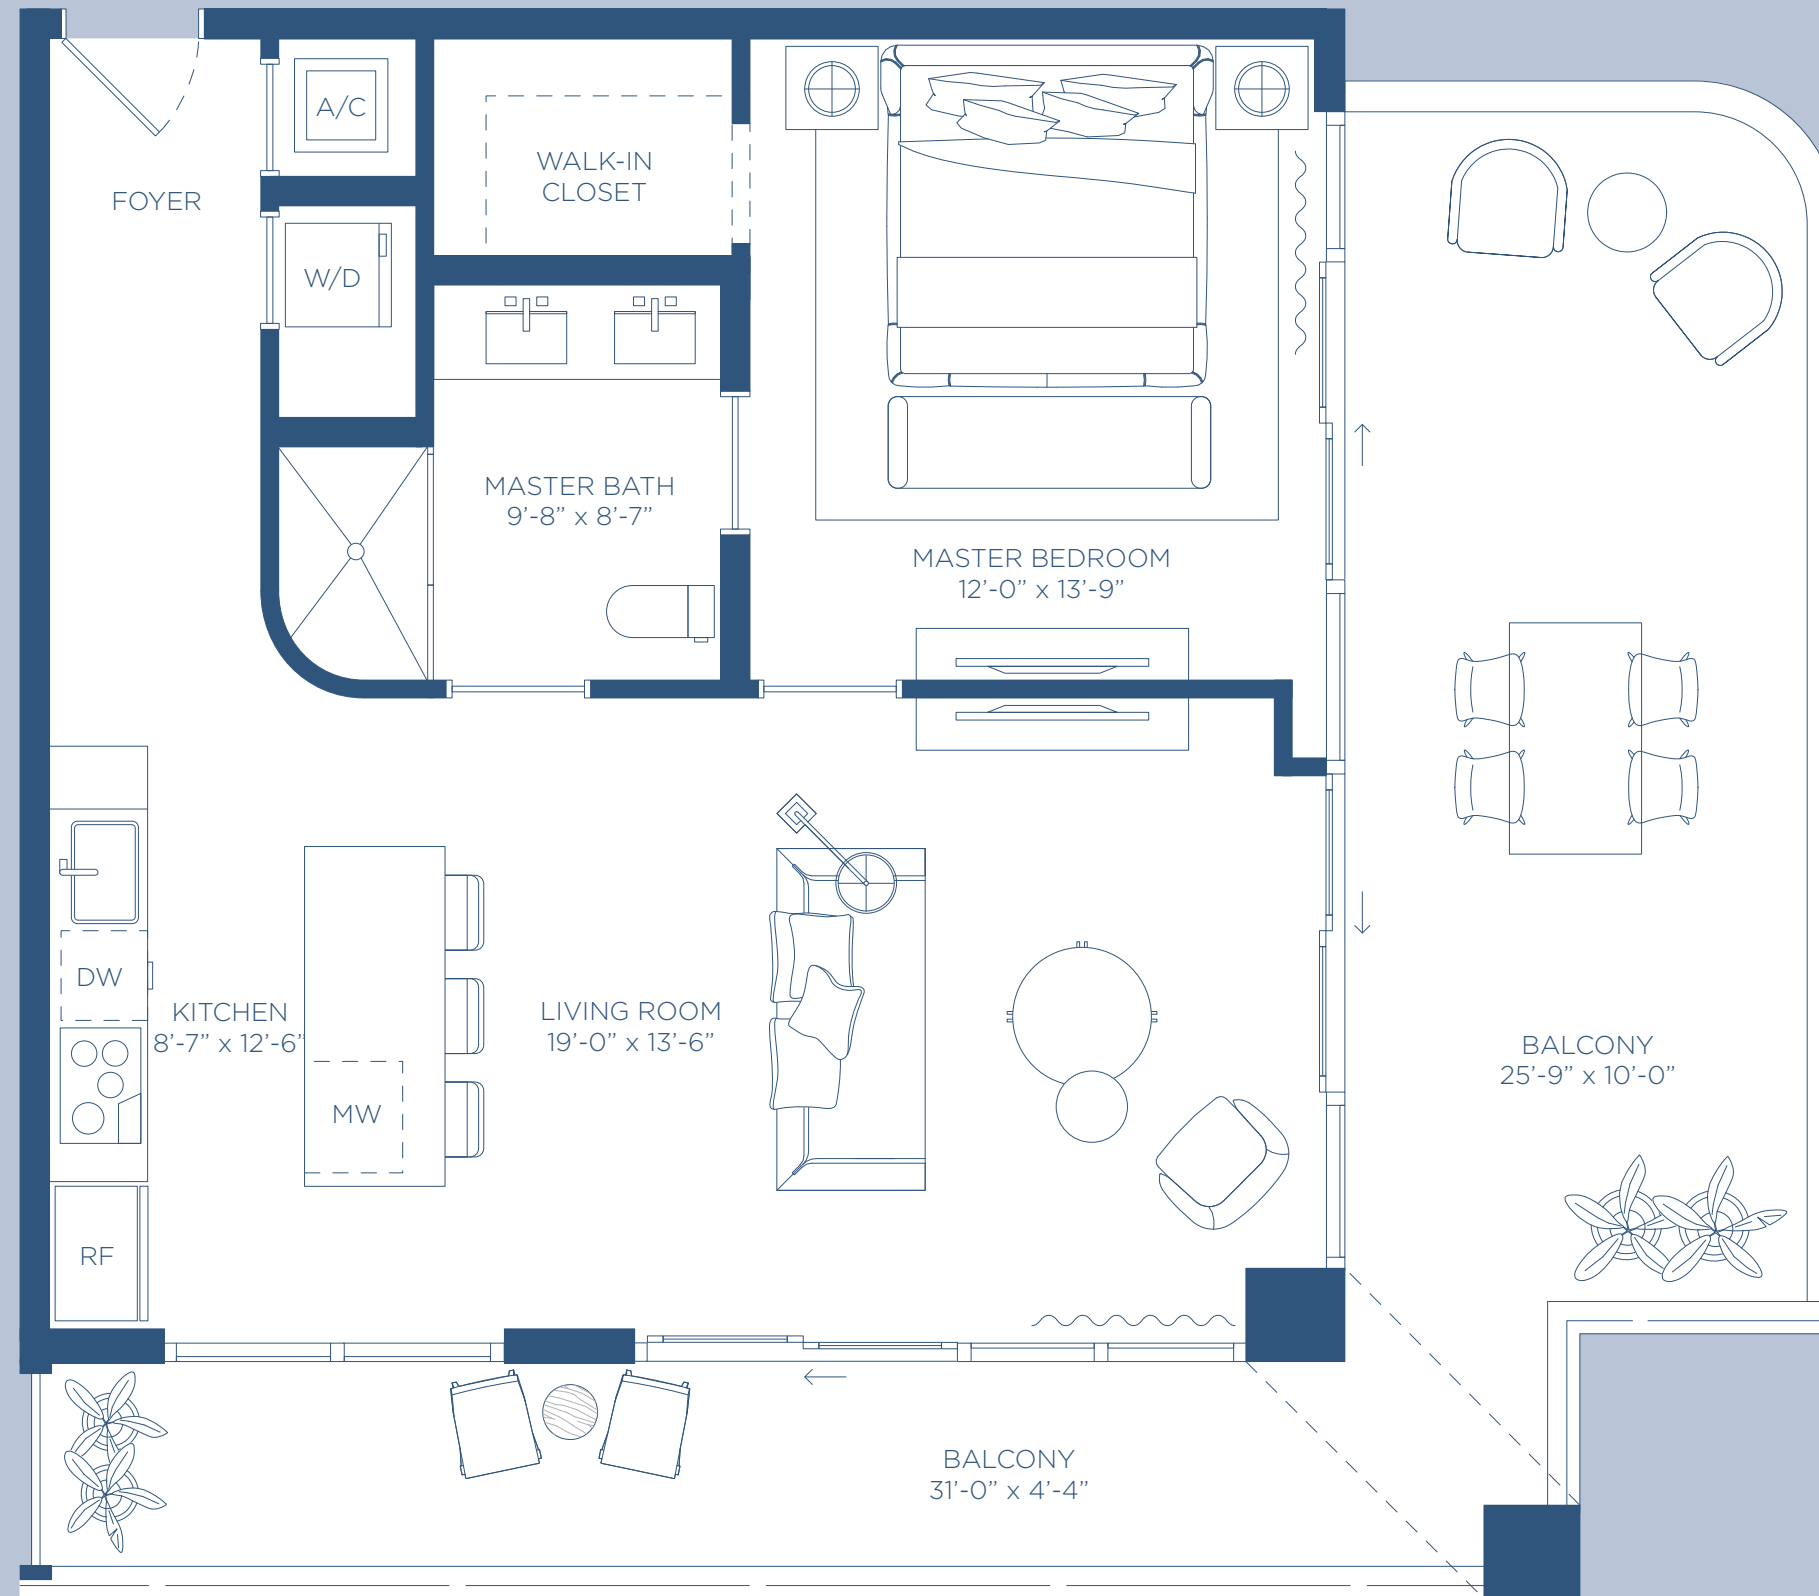 A/C
WALK-IN
CLOSET
FOYER
W/D
MASTER BATH
9’-8” x 8’-7”
MASTER BEDROOM
12’-0” x 13’-9”
DW
KITCHEN
8’-7” x 12’-6”
LIVING ROOM
19’-0” x 13’-6”
BALCONY
25’-9” x 10’-0”
MW
RF
BALCONY
31’-0” x 4’-4”